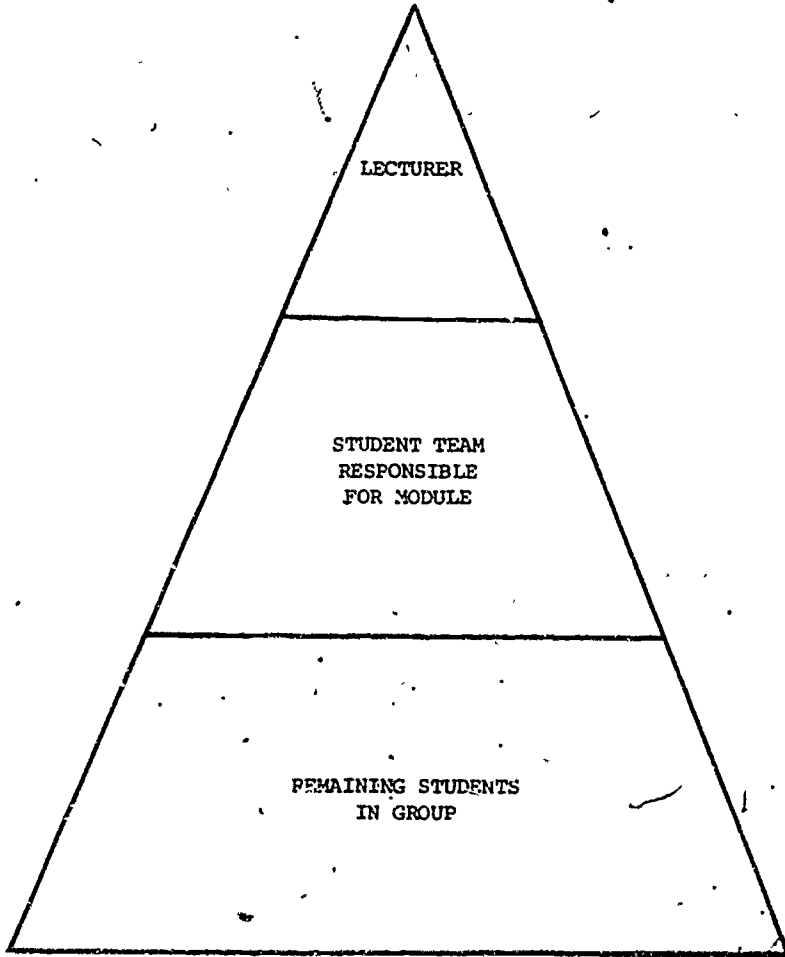 LECTURER
STUDENT TEAM
RESPONSIBLE
FOR MODULE
REMAINING STUDENTS
IN GROUP